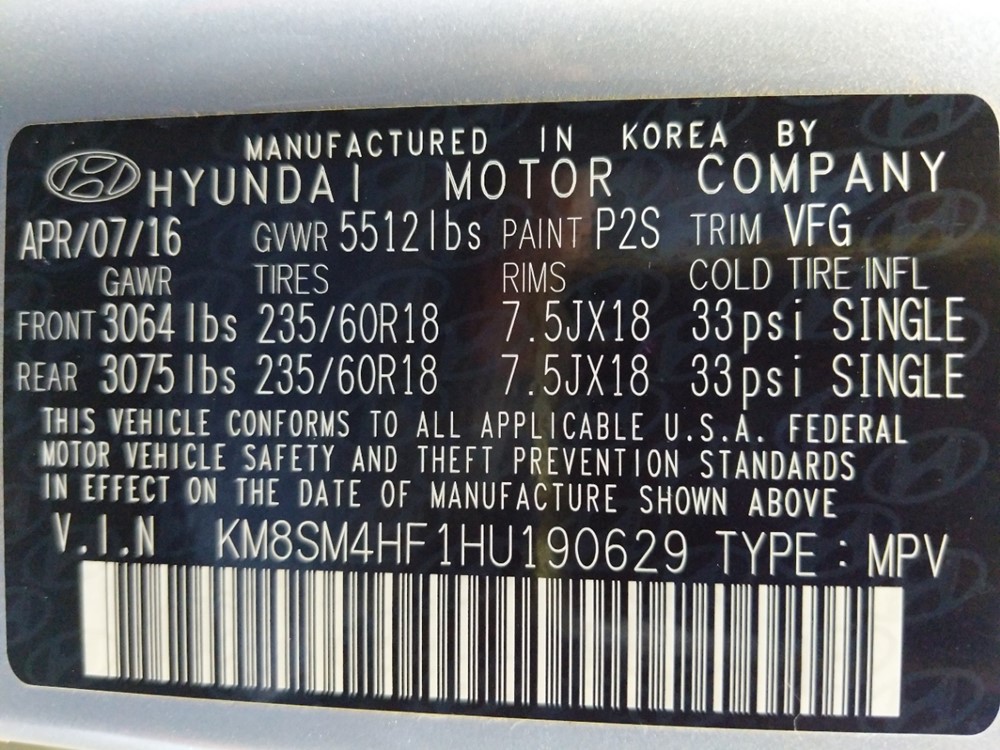 MANUFACTURED IN KOREA BY
HYUNDAI MOTOR COMPANY
APR/07/16 GVWR 5512lbs PAINT P2S TRIM VFG
GAWR TIRES RIMS COLD TIRE INFL
FRONT 3064lbs 235/60R18 7.5JX18 33psi SINGLE
REAR 3075lbs 235/60R18 7.5JX18 33psi SINGLE
THIS VEHICLE CONFORMS TO ALL APPLICABLE U.S.A. FEDERAL
MOTOR VEHICLE SAFETY AND THEFT PREVENTION STANDARDS
IN EFFECT ON THE DATE OF MANUFACTURE SHOWN ABOVE
V.I.N KM8SM4HF1HU190629 TYPE : MPV